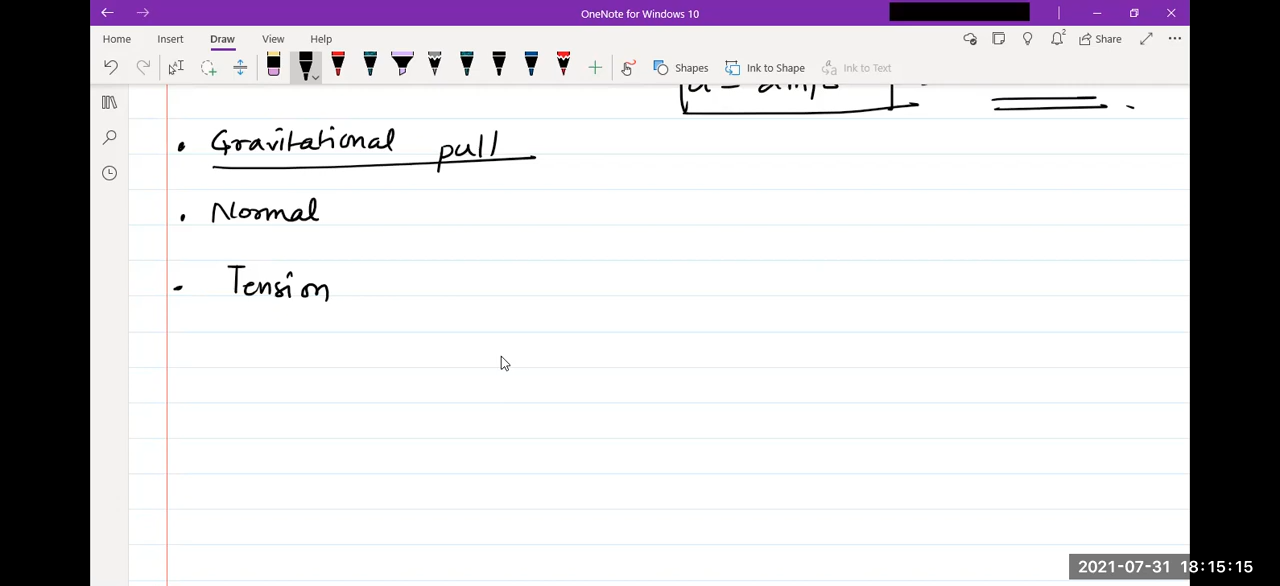 OneNote for Windows 10
Home Insert Draw View Help
Share
Shapes Ink to Shape Ink to Text
• Gravitational pull
• Normal
• Tension
2021-07-31 18:15:15